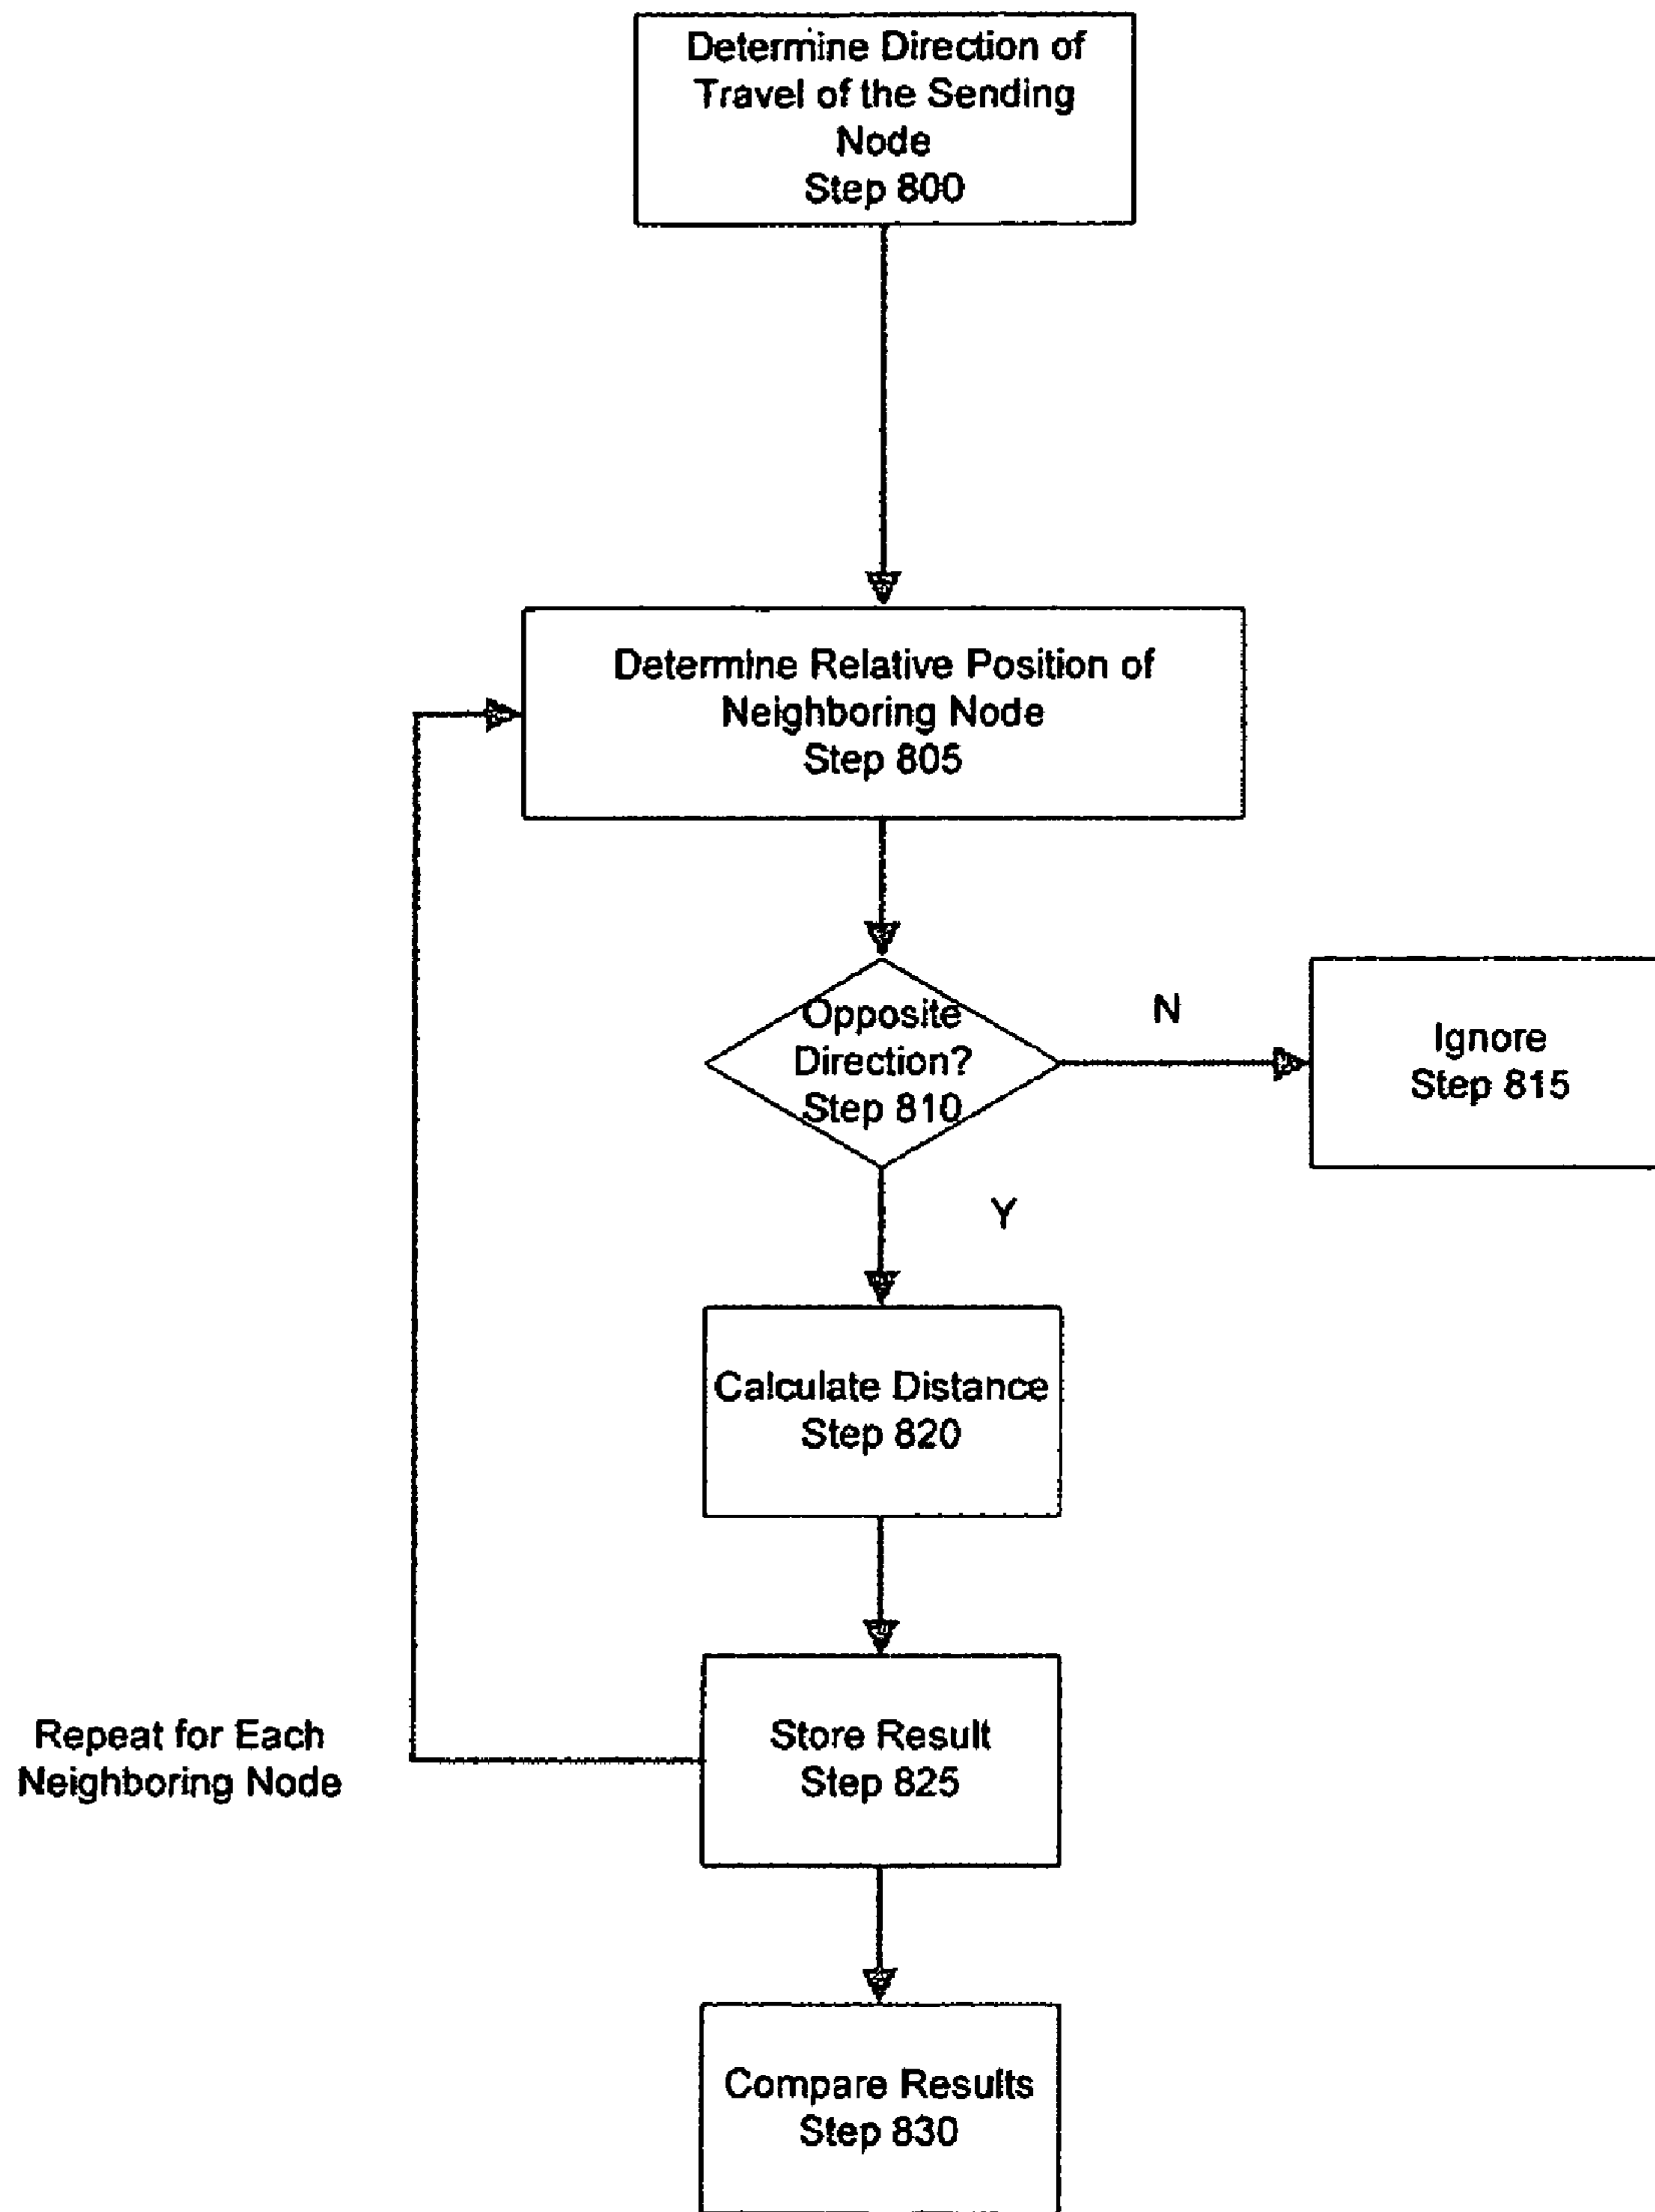 Determine Direction of
Travel of the Sending
Node
Step 800
Determine Relative Position of
Neighboring Node
Step 805
Opposite
Direction?
Step 810
N
Ignore
Step 815
Y
Calculate Distance
Step 820
Repeat for Each
Neighboring Node
Store Result
Step 825
Compare Results
Step 830